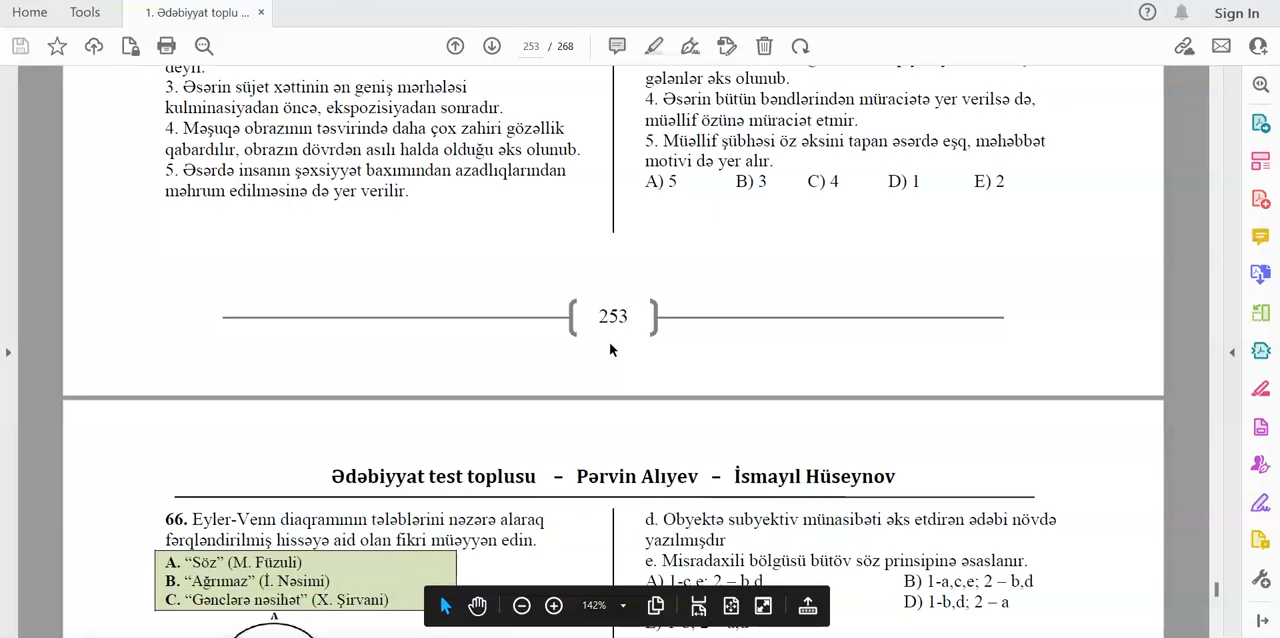 Home Tools 1. Ədəbiyyat toplu ... × Sign In
253 / 268
deyil.
3. Əsərin süjet xəttinin ən geniş mərhələsi
kulminasiyadan öncə, ekspozisiyadan sonradır.
4. Məşuqə obrazının təsvirində daha çox zahiri gözəllik
qabardılır, obrazın dövrdən asılı halda olduğu əks olunub.
5. Əsərdə insanın şəxsiyyət baxımından azadlıqlarından
məhrum edilməsinə də yer verilir.
gələnlər əks olunub.
4. Əsərin bütün bəndlərindən müraciətə yer verilsə də,
müəllif özünə müraciət etmir.
5. Müəllif şübhəsi öz əksini tapan əsərdə eşq, məhəbbət
motivi də yer alır.
A) 5 B) 3 C) 4 D) 1 E) 2
253
Ədəbiyyat test toplusu - Pərvin Alıyev - İsmayıl Hüseynov
66. Eyler-Venn diaqramının tələblərini nəzərə alaraq
fərqləndirilmiş hissəyə aid olan fikri müəyyən edin.
A. “Söz” (M. Füzuli)
B. “Ağrımaz” (İ. Nəsimi)
C. “Gənclərə nəsihət” (X. Şirvani)
A
d. Obyektə subyektiv münasibəti əks etdirən ədəbi növdə
yazılmışdır
e. Misradaxili bölgüsü bütöv söz prinsipinə əsaslanır.
A) 1-c,e; 2 – b,d B) 1-a,c,e; 2 – b,d
D) 1-b,d; 2 – a
142%